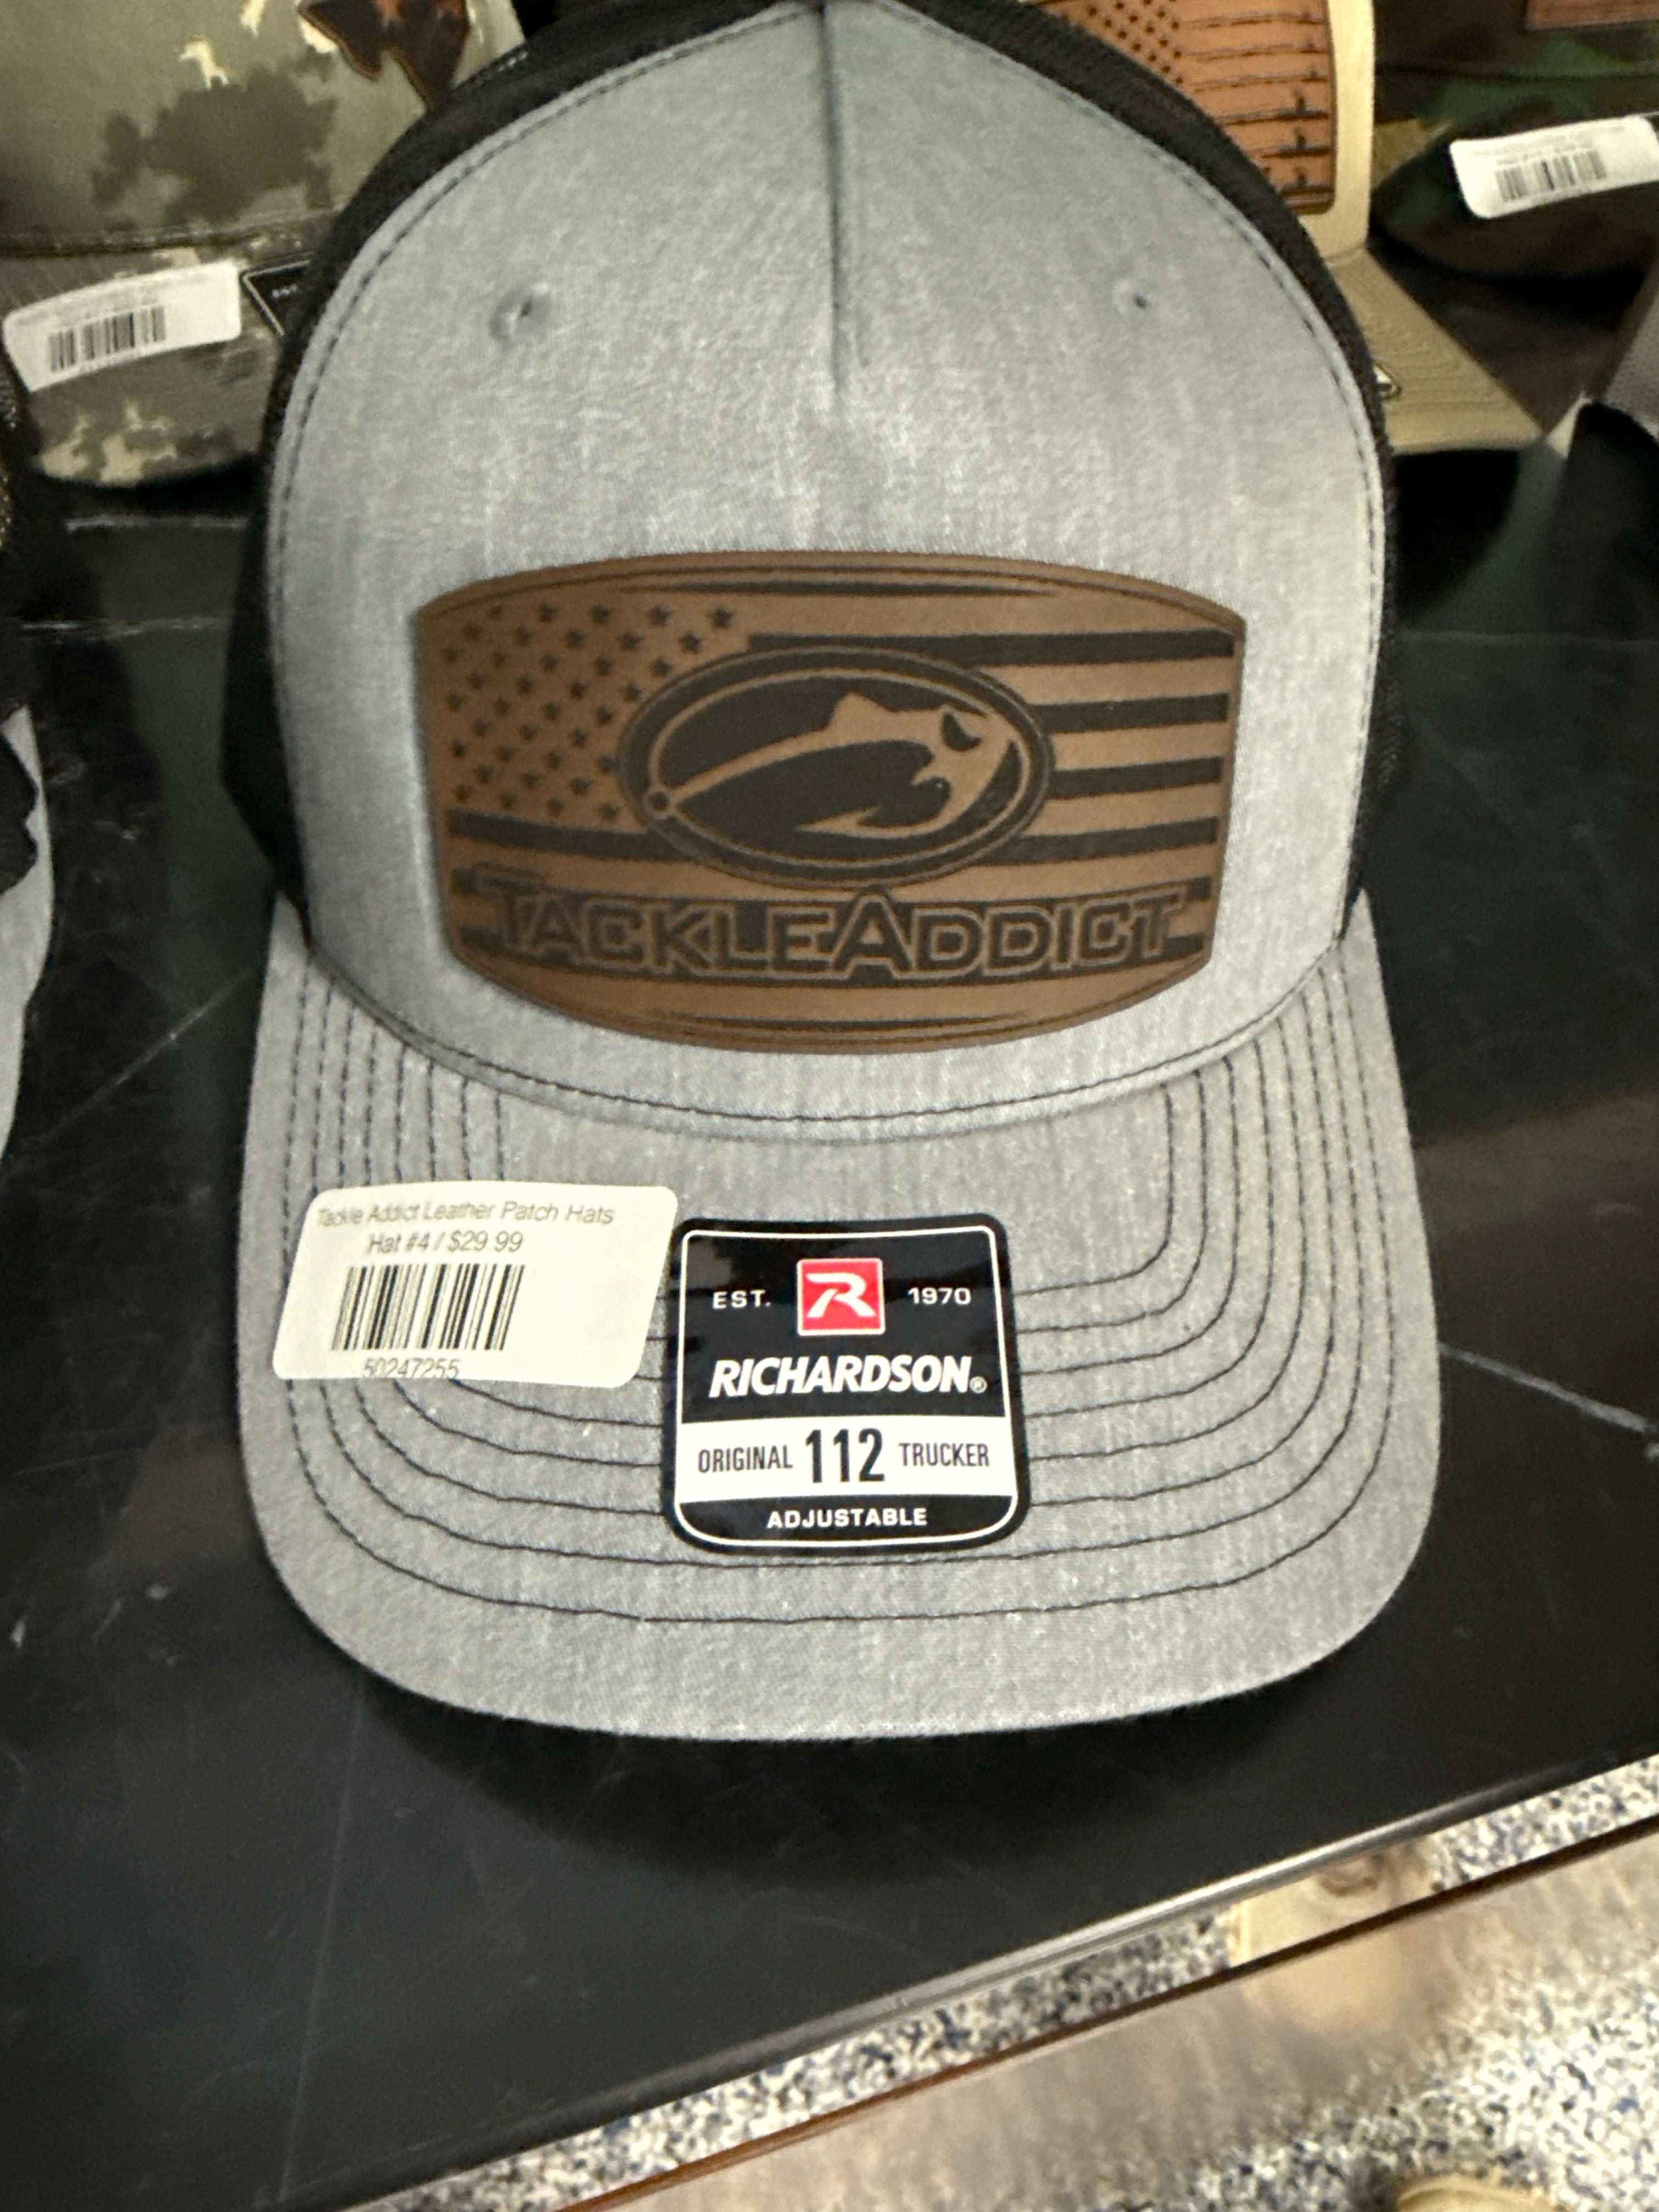 TACKLEADDICT
Tackle Addict Leather Patch Hats
Hat #4 / $29.99
50247255
EST. R 1970
RICHARDSON®
ORIGINAL 112 TRUCKER
ADJUSTABLE